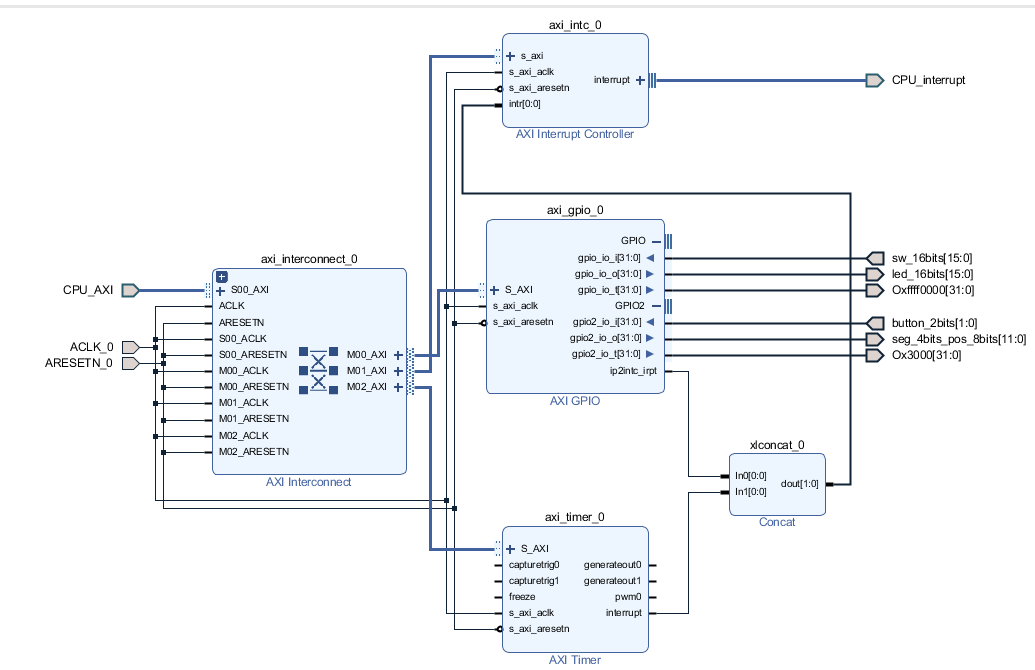 axi_intc_0
s_axi
s_axi_aclk
s_axi_aresetn
intr[0:0]
interrupt
AXI Interrupt Controller
CPU_interrupt
axi_gpio_0
GPIO
gpio_io_i[31:0]
gpio_io_o[31:0]
gpio_io_t[31:0]
GPIO2
gpio2_io_i[31:0]
gpio2_io_o[31:0]
gpio2_io_t[31:0]
ip2intc_irpt
S_AXI
s_axi_aclk
s_axi_aresetn
AXI GPIO
sw_16bits[15:0]
led_16bits[15:0]
Oxffff0000[31:0]
button_2bits[1:0]
seg_4bits_pos_8bits[11:0]
Ox3000[31:0]
axi_interconnect_0
CPU_AXI
ACLK_0
ARESETN_0
S00_AXI
ACLK
ARESETN
S00_ACLK
S00_ARESETN
M00_ACLK
M00_ARESETN
M01_ACLK
M01_ARESETN
M02_ACLK
M02_ARESETN
M00_AXI
M01_AXI
M02_AXI
AXI Interconnect
xlconcat_0
In0[0:0]
In1[0:0]
dout[1:0]
Concat
axi_timer_0
S_AXI
capturetrig0
capturetrig1
freeze
s_axi_aclk
s_axi_aresetn
generateout0
generateout1
pwm0
interrupt
AXI Timer